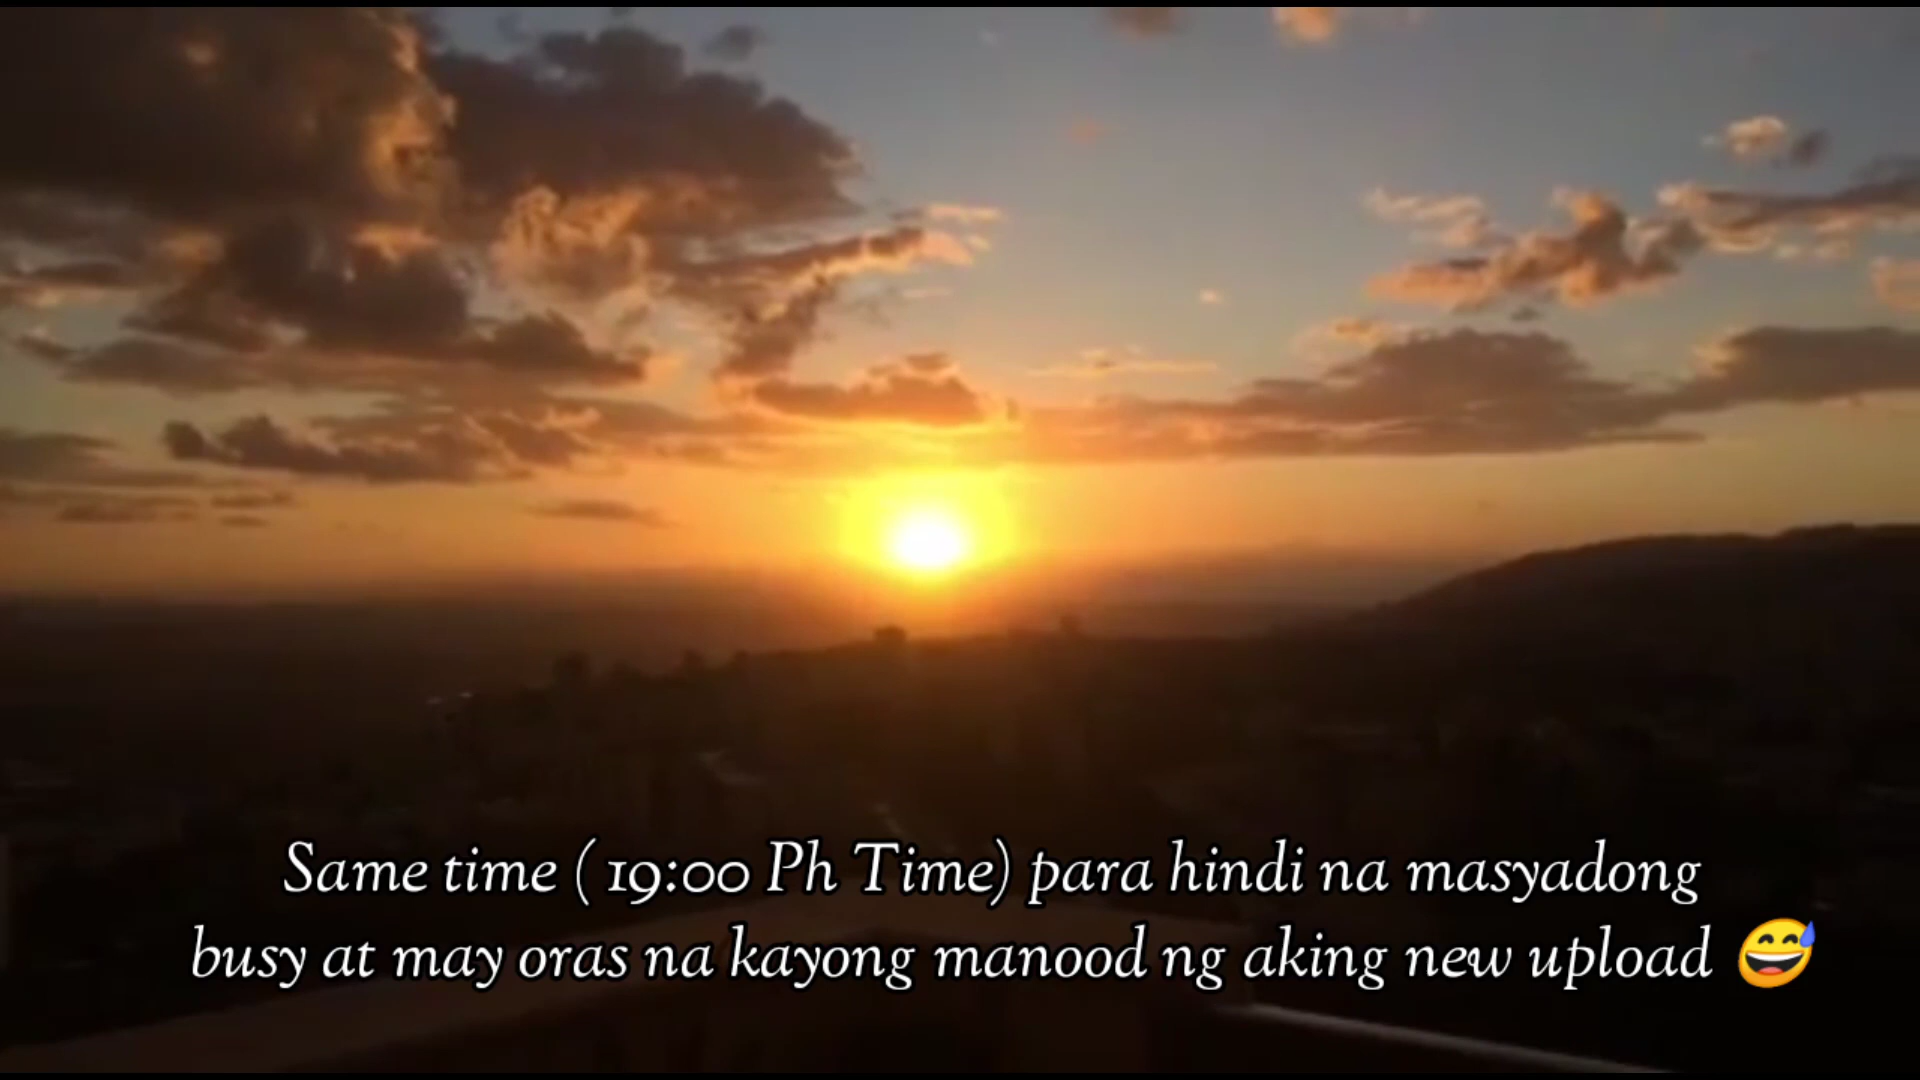 Same time ( 19:00 Ph Time) para hindi na masyadong
busy at may oras na kayong manood ng aking new upload 😅